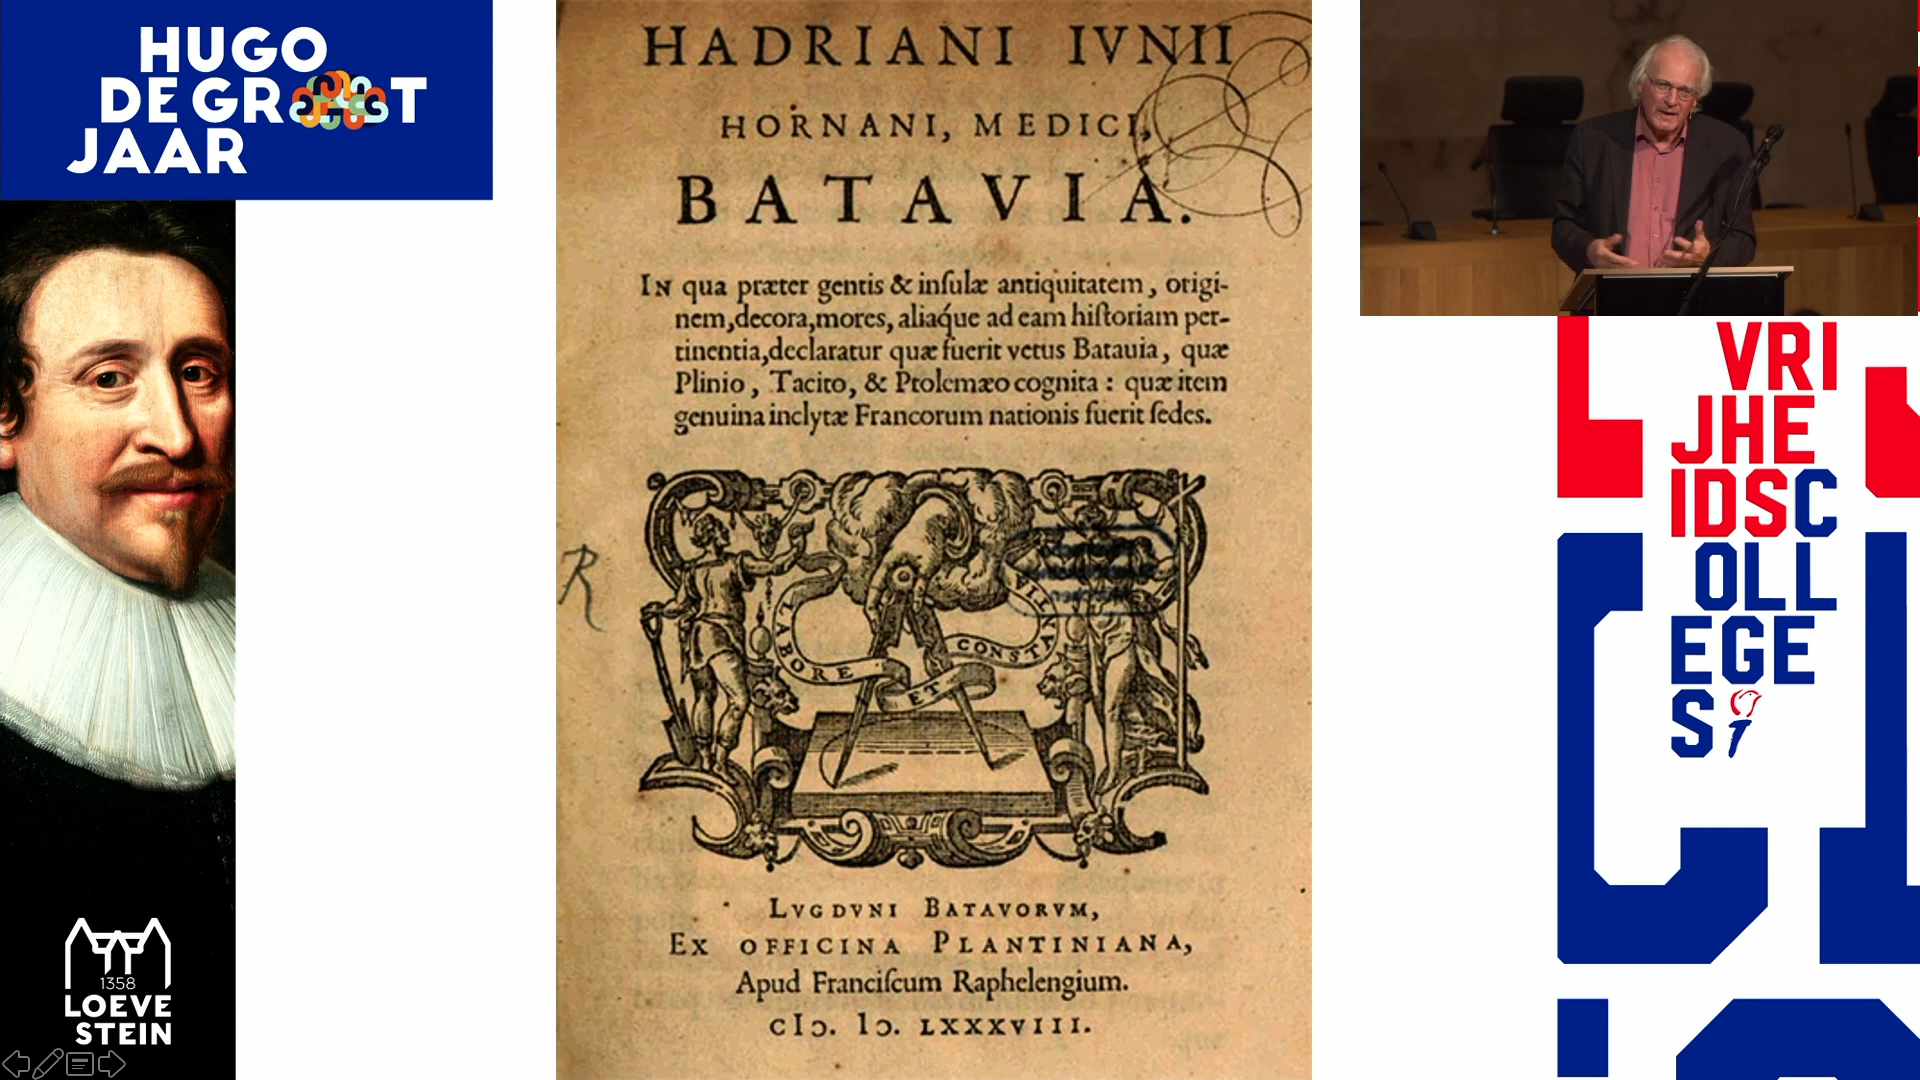 HUGO
DE GROOT
JAAR
1358
LOEVE
STEIN
HADRIANI IVNII
HORNANI, MEDICI,
BATAVIA.
IN qua præter gentis & inſulæ antiquitatem, origi-
nem, decora, mores, aliaq́ue ad eam hiſtoriam per-
tinentia, declaratur quæ fuerit vetus Batauia, quæ
Plinio, Tacito, & Ptolemæo cognita : quæ item
genuina inclytæ Francorum nationis fuerit ſedes.
R
LABORE
ET
CONSTAN
LVGDVNI BATAVORVM,
EX OFFICINA PLANTINIANA,
Apud Franciſcum Raphelengium.
CIↃ. IↃ. LXXXVIII.
VRI
JHE
IDSC
OLL
EGE
S